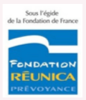 Sous l'égide
de la Fondation de France
FONDATION
RÉUNICA
PRÉVOYANCE